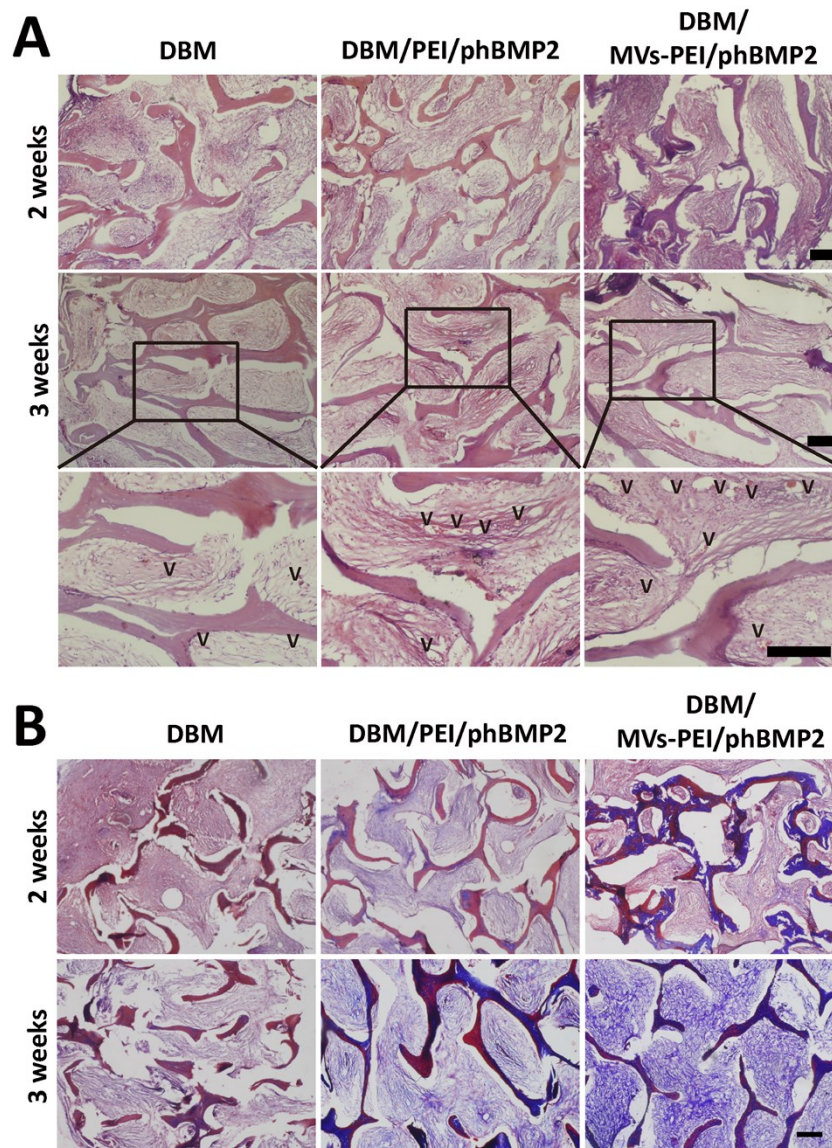 A
DBM
DBM/PEI/phBMP2
DBM/
MVs-PEI/phBMP2
2 weeks
3 weeks
V V V V
V V V V V
V V V V V V V V
B
DBM
DBM/PEI/phBMP2
DBM/
MVs-PEI/phBMP2
2 weeks
3 weeks